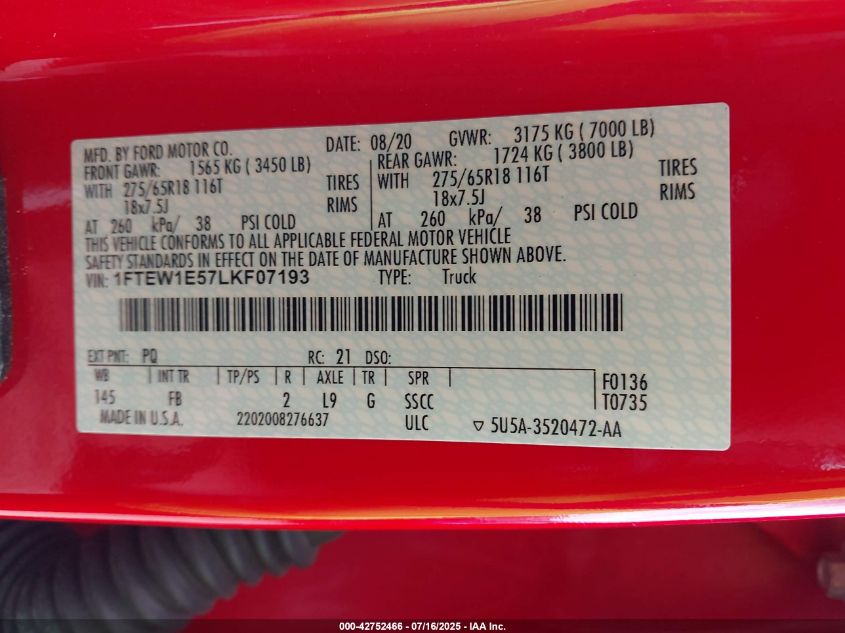 MFD. BY FORD MOTOR CO. DATE: 08/20 GVWR: 3175 KG ( 7000 LB)
FRONT GAWR: 1565 KG ( 3450 LB) REAR GAWR: 1724 KG ( 3800 LB)
WITH 275/65R18 116T TIRES WITH 275/65R18 116T TIRES
18x7.5J RIMS 18x7.5J RIMS
AT 260 kPa/ 38 PSI COLD AT 260 kPa/ 38 PSI COLD
THIS VEHICLE CONFORMS TO ALL APPLICABLE FEDERAL MOTOR VEHICLE
SAFETY STANDARDS IN EFFECT ON THE DATE OF MANUFACTURE SHOWN ABOVE.
VIN: 1FTEW1E57LKF07193 TYPE: Truck
EXT PNT: PQ RC: 21 DSO:
WB INT TR TP/PS R AXLE TR SPR F0136
145 FB 2 L9 G SSCC T0735
MADE IN U.S.A. 2202008276637 ULC ▽ 5U5A-3520472-AA
000-42752466 - 07/16/2025 - IAA Inc.